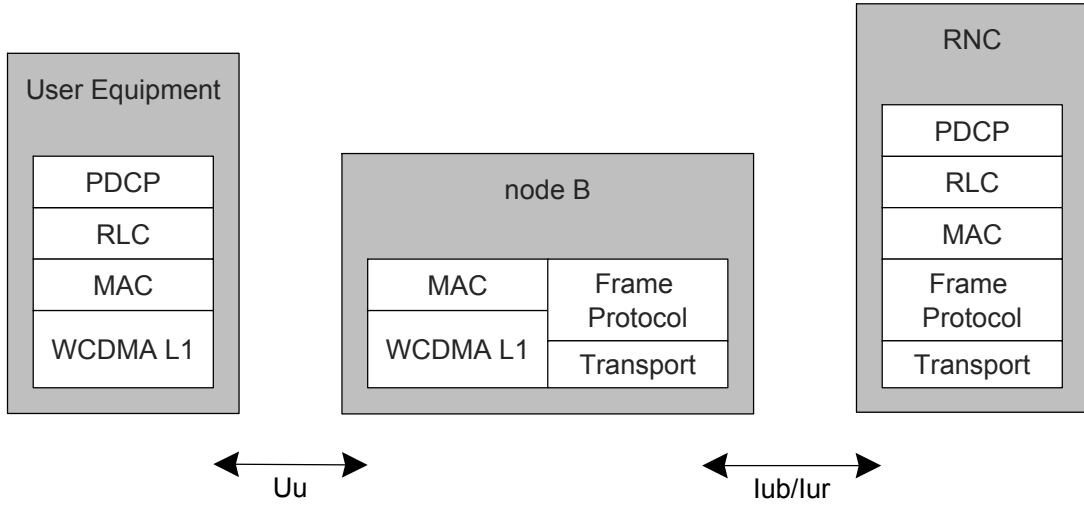 User Equipment
PDCP
RLC
MAC
WCDMA L1
node B
MAC
WCDMA L1
Frame
Protocol
Transport
RNC
PDCP
RLC
MAC
Frame
Protocol
Transport
Uu
Iub/Iur